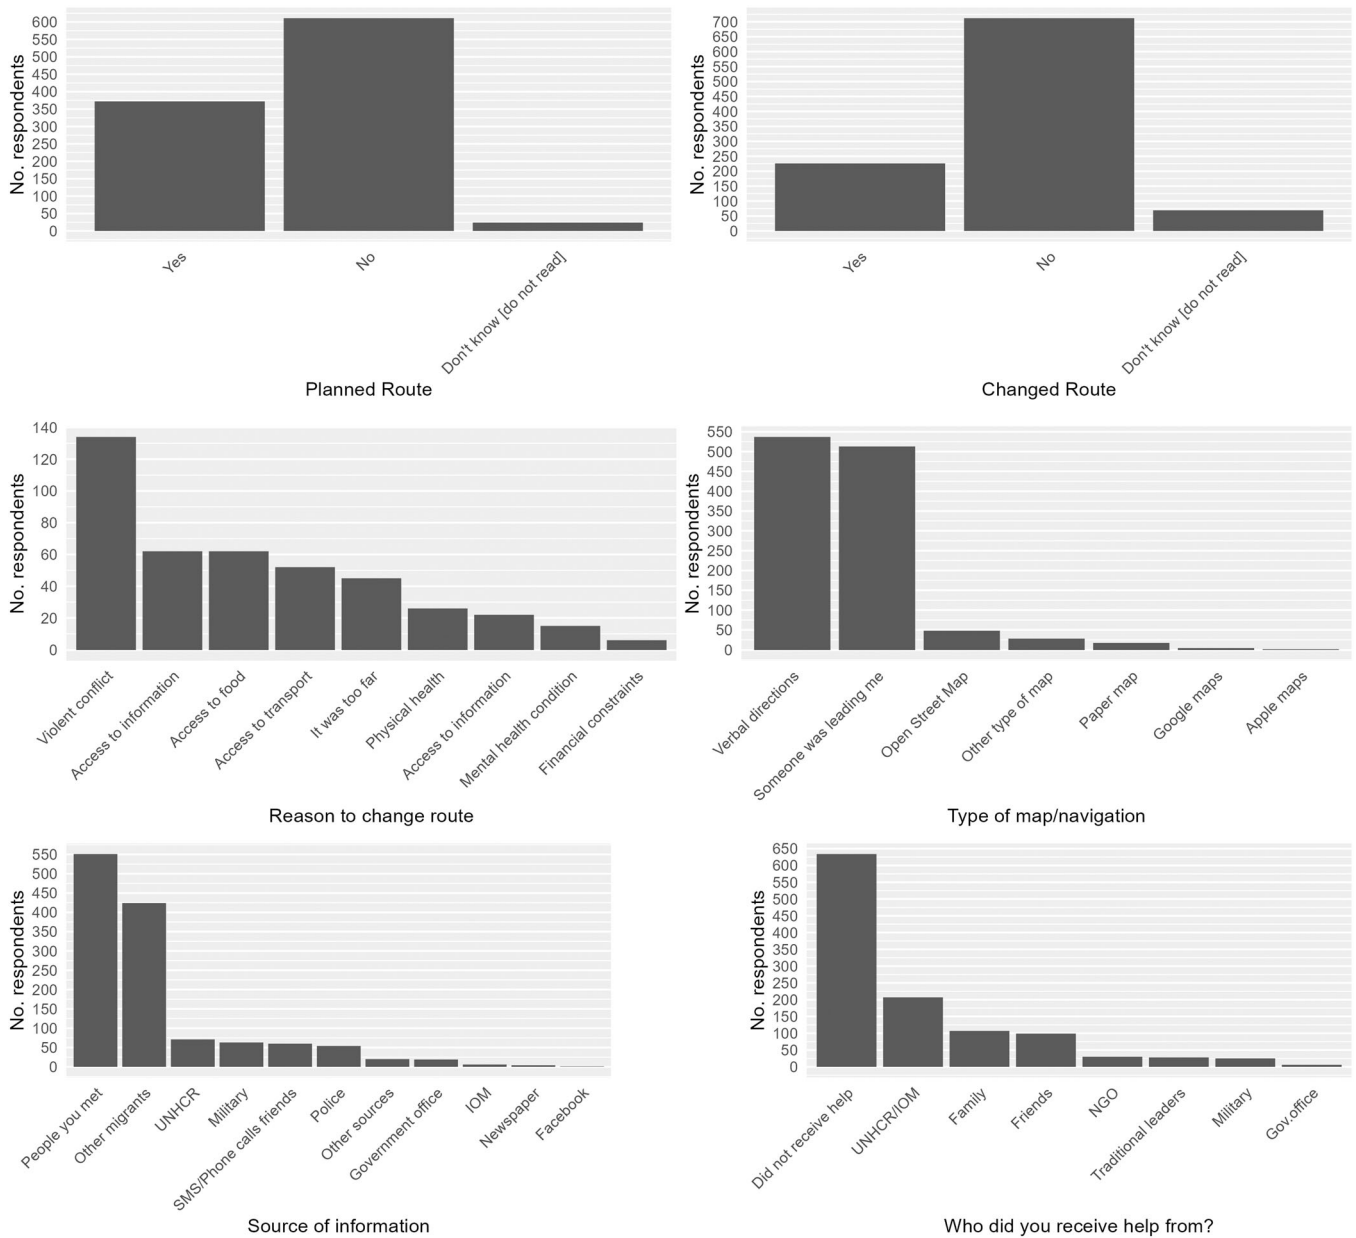 No. respondents
600
550
500
450
400
350
300
250
200
150
100
50
0
Yes
No
Don't know [do not read]
Planned Route
No. respondents
700
650
600
550
500
450
400
350
300
250
200
150
100
50
0
Yes
No
Don't know [do not read]
Changed Route
No. respondents
140
120
100
80
60
40
20
0
Violent conflict
Access to information
Access to food
Access to transport
It was too far
Physical health
Access to information
Mental health condition
Financial constraints
Reason to change route
No. respondents
550
500
450
400
350
300
250
200
150
100
50
0
Verbal directions
Someone was leading me
Open Street Map
Other type of map
Paper map
Google maps
Apple maps
Type of map/navigation
No. respondents
550
500
450
400
350
300
250
200
150
100
50
0
People you met
Other migrants
UNHCR
Military
SMS/Phone calls friends
Police
Other sources
Government office
IOM
Newspaper
Facebook
Source of information
No. respondents
650
600
550
500
450
400
350
300
250
200
150
100
50
0
Did not receive help
UNHCR/IOM
Family
Friends
NGO
Traditional leaders
Military
Gov.office
Who did you receive help from?